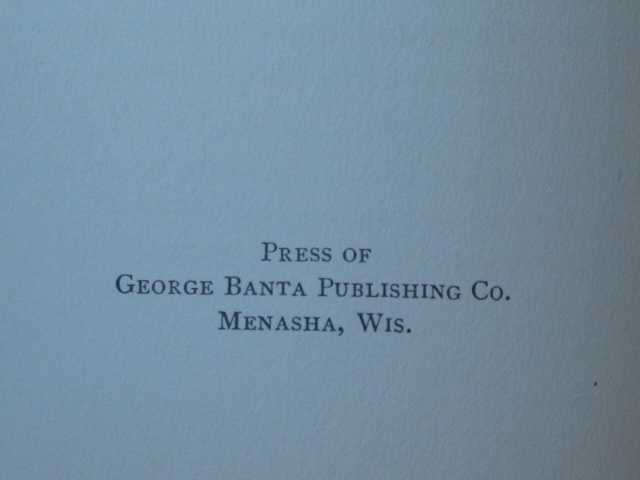 Press of
George Banta Publishing Co.
Menasha, Wis.